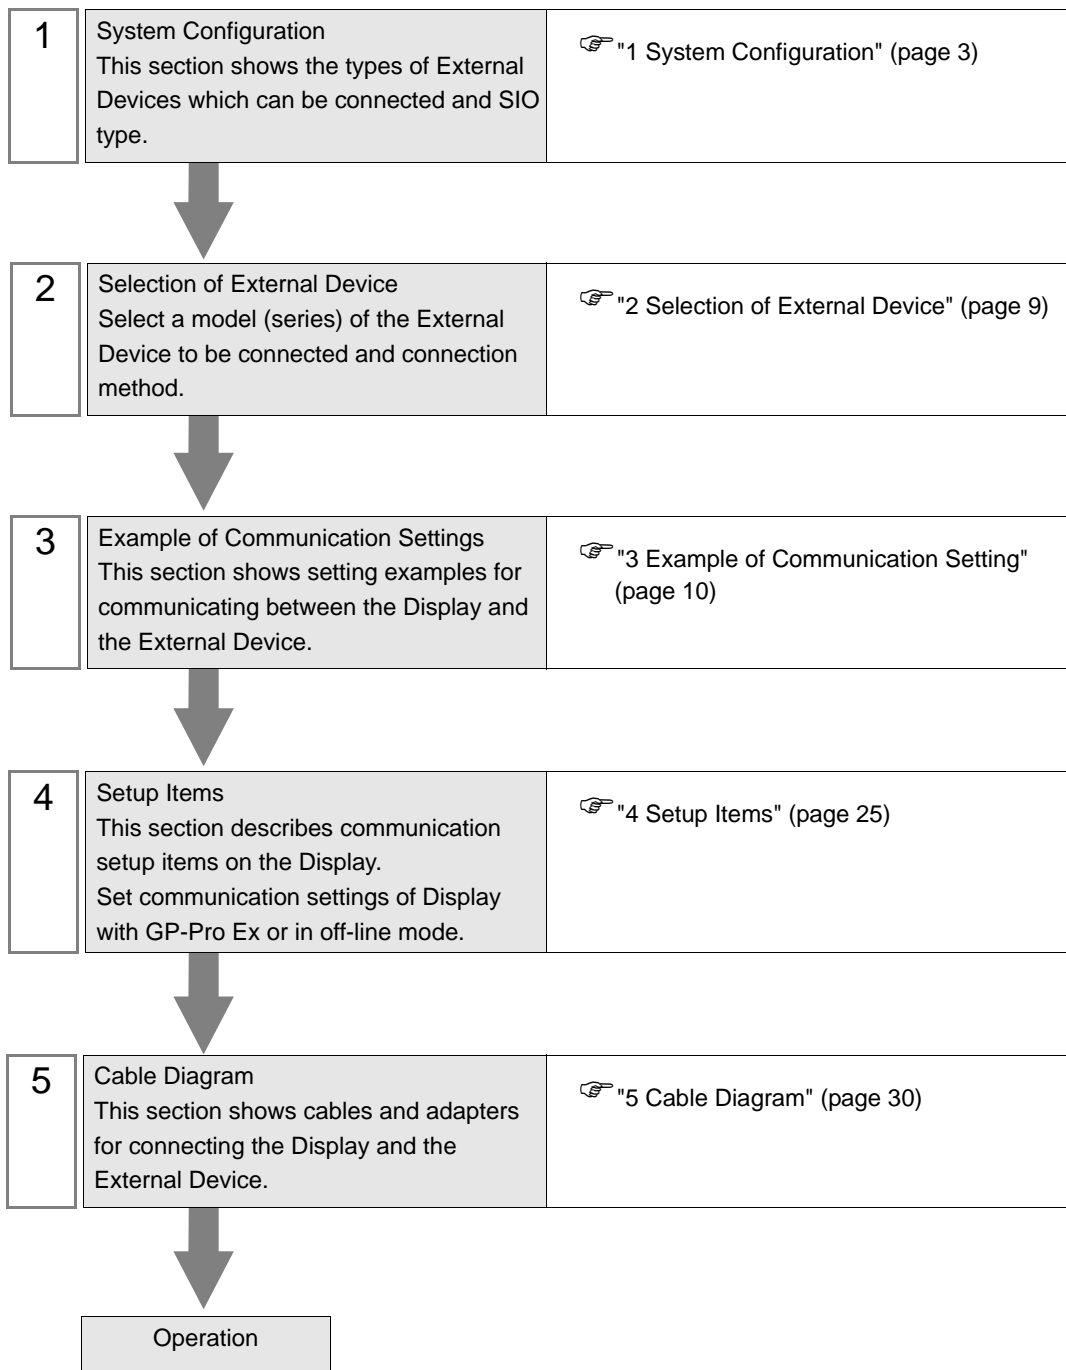 1
System Configuration
This section shows the types of External
Devices which can be connected and SIO
type.
"1 System Configuration" (page 3)
2
Selection of External Device
Select a model (series) of the External
Device to be connected and connection
method.
"2 Selection of External Device" (page 9)
3
Example of Communication Settings
This section shows setting examples for
communicating between the Display and
the External Device.
"3 Example of Communication Setting"
(page 10)
4
Setup Items
This section describes communication
setup items on the Display.
Set communication settings of Display
with GP-Pro Ex or in off-line mode.
"4 Setup Items" (page 25)
5
Cable Diagram
This section shows cables and adapters
for connecting the Display and the
External Device.
"5 Cable Diagram" (page 30)
Operation